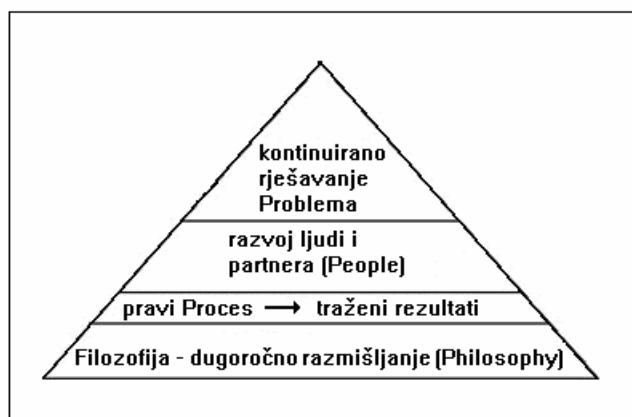 kontinuirano
rješavanje
Problema
razvoj ljudi i
partnera (People)
pravi Proces → traženi rezultati
Filozofija - dugoročno razmišljanje (Philosophy)